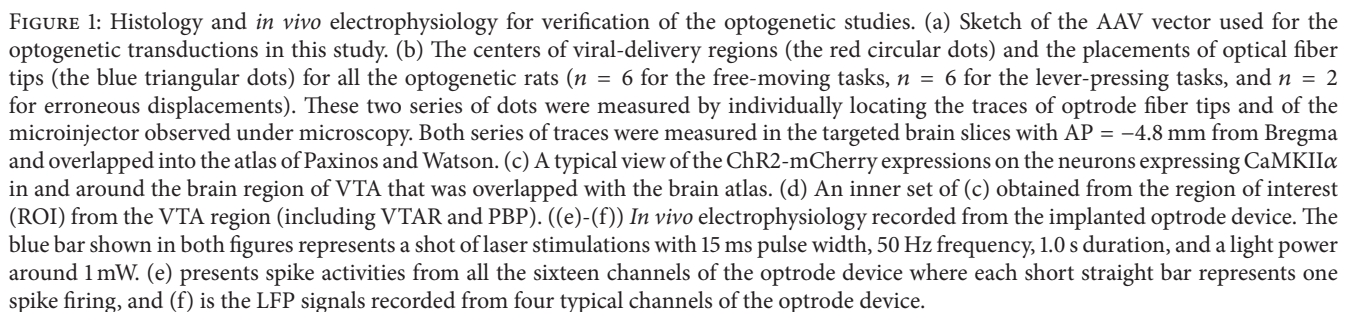 FIGURE 1: Histology and in vivo electrophysiology for verification of the optogenetic studies. (a) Sketch of the AAV vector used for the
optogenetic transductions in this study. (b) The centers of viral-delivery regions (the red circular dots) and the placements of optical fiber
tips (the blue triangular dots) for all the optogenetic rats (n = 6 for the free-moving tasks, n = 6 for the lever-pressing tasks, and n = 2
for erroneous displacements). These two series of dots were measured by individually locating the traces of optrode fiber tips and of the
microinjector observed under microscopy. Both series of traces were measured in the targeted brain slices with AP = −4.8 mm from Bregma
and overlapped into the atlas of Paxinos and Watson. (c) A typical view of the ChR2-mCherry expressions on the neurons expressing CaMKIIα
in and around the brain region of VTA that was overlapped with the brain atlas. (d) An inner set of (c) obtained from the region of interest
(ROI) from the VTA region (including VTAR and PBP). ((e)-(f)) In vivo electrophysiology recorded from the implanted optrode device. The
blue bar shown in both figures represents a shot of laser stimulations with 15 ms pulse width, 50 Hz frequency, 1.0 s duration, and a light power
around 1 mW. (e) presents spike activities from all the sixteen channels of the optrode device where each short straight bar represents one
spike firing, and (f) is the LFP signals recorded from four typical channels of the optrode device.